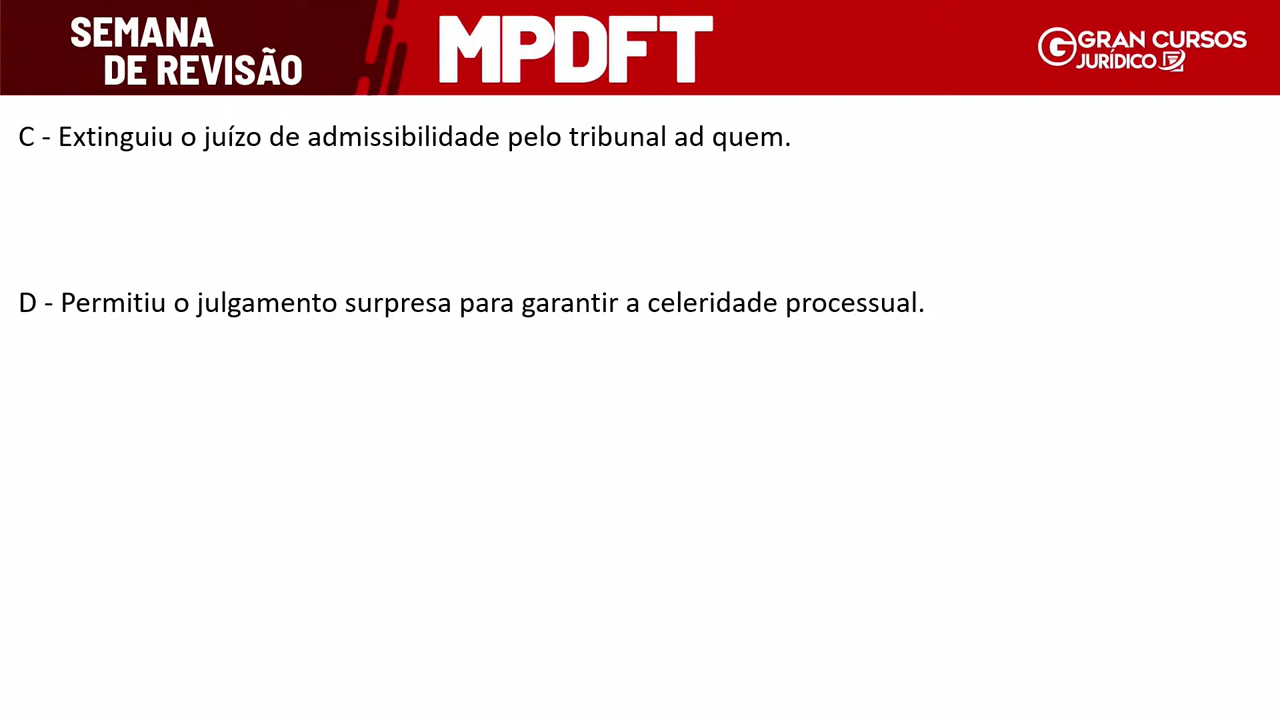 SEMANA
DE REVISÃO
MPDFT
GRAN CURSOS
JURÍDICO
C - Extinguiu o juízo de admissibilidade pelo tribunal ad quem.
D - Permitiu o julgamento surpresa para garantir a celeridade processual.